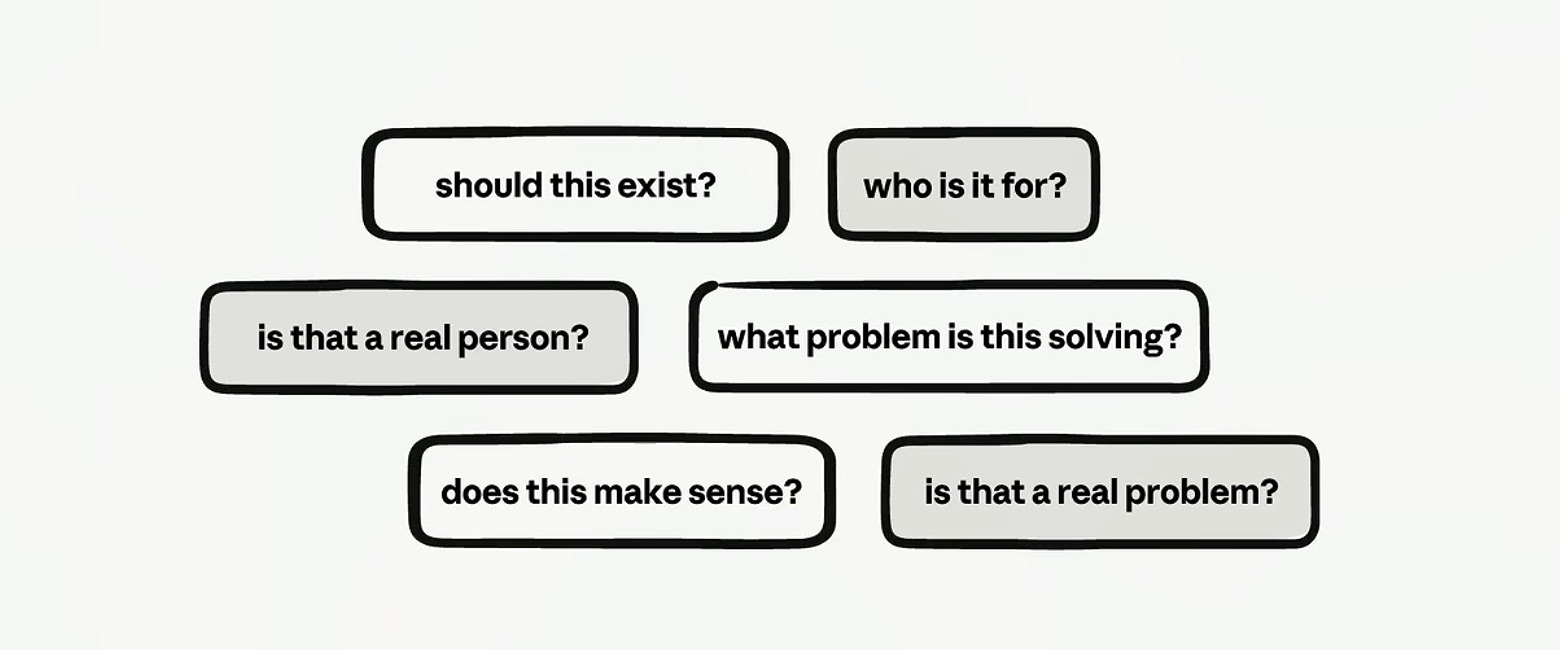 should this exist?
who is it for?
is that a real person?
what problem is this solving?
does this make sense?
is that a real problem?